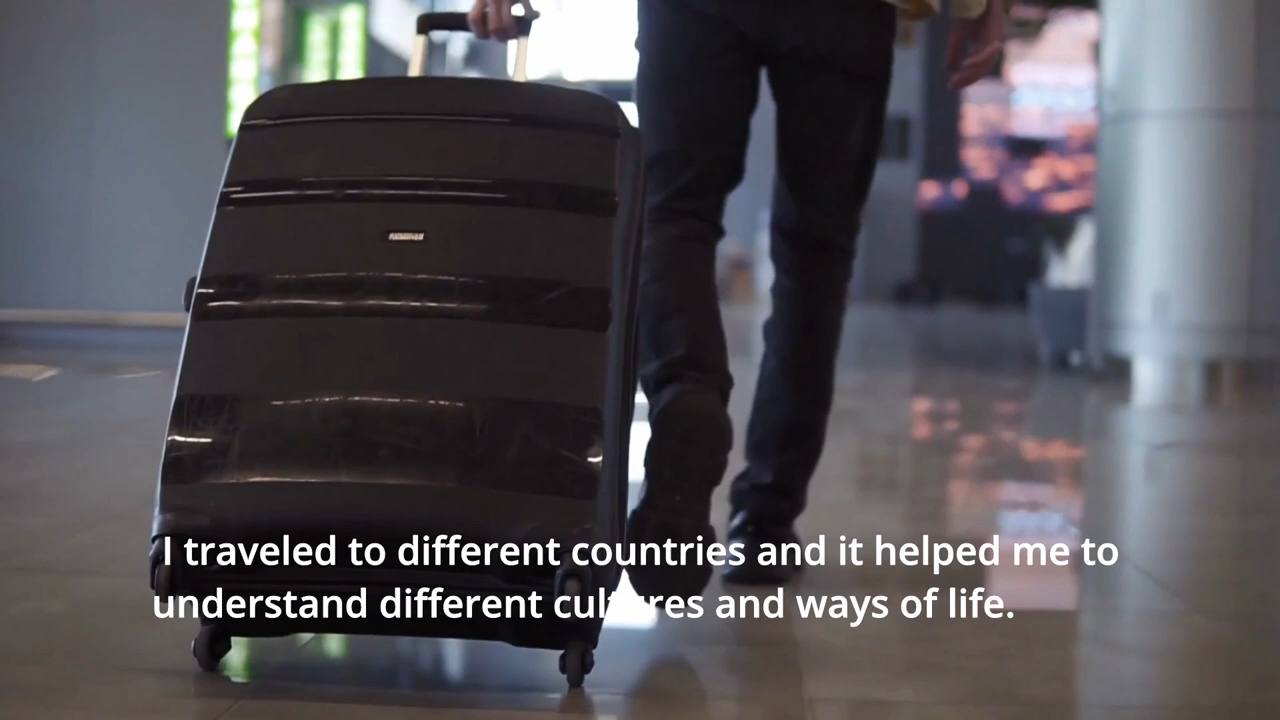 I traveled to different countries and it helped me to
understand different cultures and ways of life.